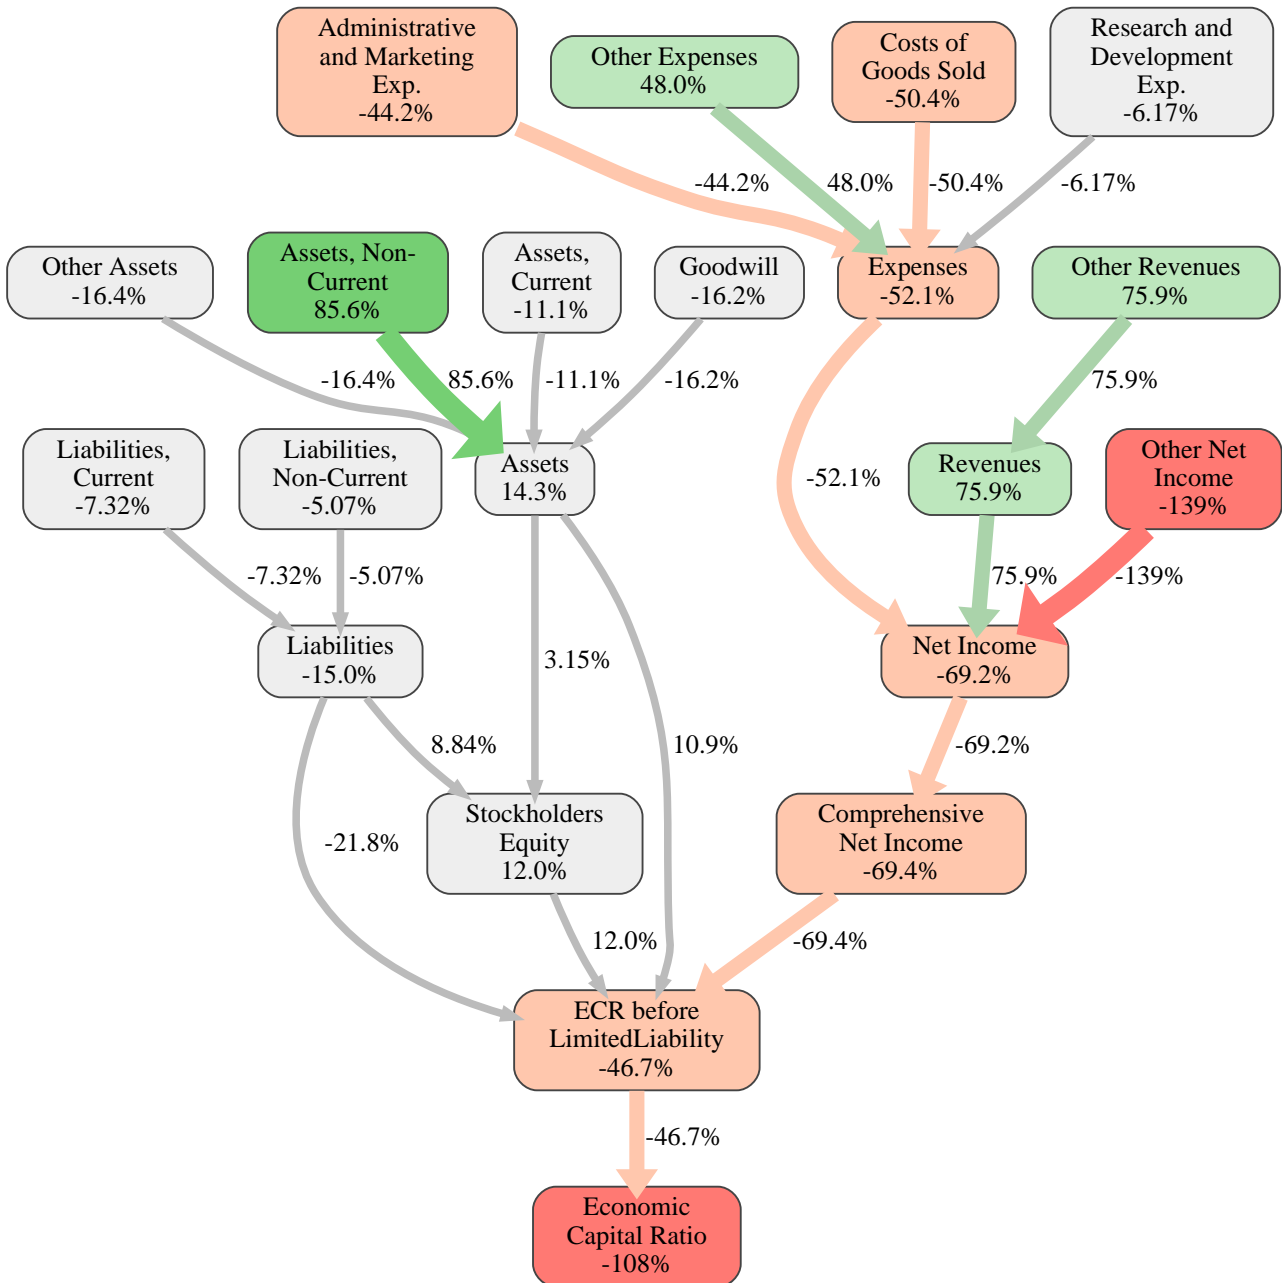 Administrative
and Marketing
Exp.
-44.2%
Other Expenses
48.0%
Costs of
Goods Sold
-50.4%
Research and
Development
Exp.
-6.17%
-44.2%
48.0%
-50.4%
-6.17%
Other Assets
-16.4%
Assets, Non-
Current
85.6%
Assets,
Current
-11.1%
Goodwill
-16.2%
Expenses
-52.1%
Other Revenues
75.9%
-16.4%
85.6%
-11.1%
-16.2%
75.9%
Liabilities,
Current
-7.32%
Liabilities,
Non-Current
-5.07%
Assets
14.3%
-52.1%
Revenues
75.9%
Other Net
Income
-139%
-7.32%
-5.07%
75.9%
-139%
Liabilities
-15.0%
3.15%
Net Income
-69.2%
8.84%
10.9%
-69.2%
-21.8%
Stockholders
Equity
12.0%
Comprehensive
Net Income
-69.4%
12.0%
-69.4%
ECR before
LimitedLiability
-46.7%
-46.7%
Economic
Capital Ratio
-108%